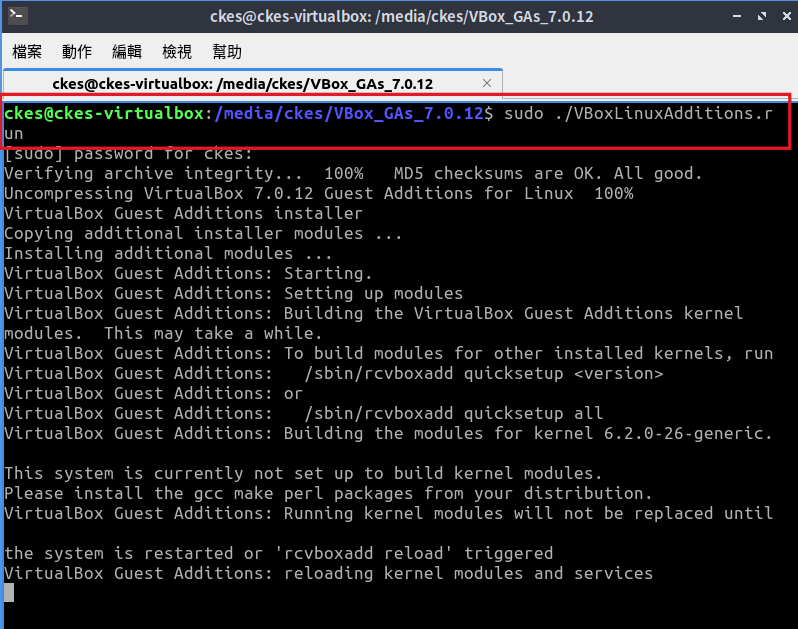 ckes@ckes-virtualbox: /media/ckes/VBox_GAs_7.0.12
檔案 動作 編輯 檢視 幫助
ckes@ckes-virtualbox: /media/ckes/VBox_GAs_7.0.12
ckes@ckes-virtualbox:/media/ckes/VBox_GAs_7.0.12$ sudo ./VBoxLinuxAdditions.r
un
[sudo] password for ckes:
Verifying archive integrity...  100%   MD5 checksums are OK. All good.
Uncompressing VirtualBox 7.0.12 Guest Additions for Linux  100%
VirtualBox Guest Additions installer
Copying additional installer modules ...
Installing additional modules ...
VirtualBox Guest Additions: Starting.
VirtualBox Guest Additions: Setting up modules
VirtualBox Guest Additions: Building the VirtualBox Guest Additions kernel
modules.  This may take a while.
VirtualBox Guest Additions: To build modules for other installed kernels, run
VirtualBox Guest Additions:   /sbin/rcvboxadd quicksetup <version>
VirtualBox Guest Additions: or
VirtualBox Guest Additions:   /sbin/rcvboxadd quicksetup all
VirtualBox Guest Additions: Building the modules for kernel 6.2.0-26-generic.
This system is currently not set up to build kernel modules.
Please install the gcc make perl packages from your distribution.
VirtualBox Guest Additions: Running kernel modules will not be replaced until
the system is restarted or 'rcvboxadd reload' triggered
VirtualBox Guest Additions: reloading kernel modules and services